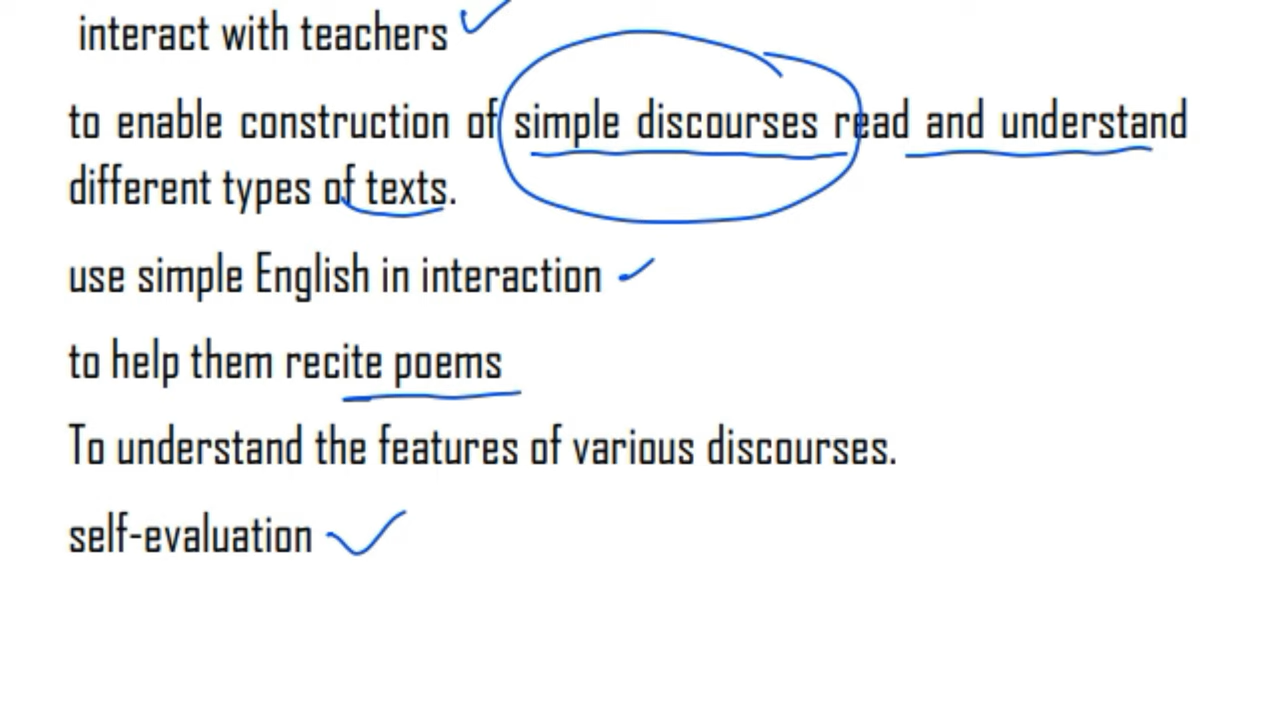 interact with teachers
to enable construction of simple discourses read and understand
different types of texts.
use simple English in interaction
to help them recite poems
To understand the features of various discourses.
self-evaluation